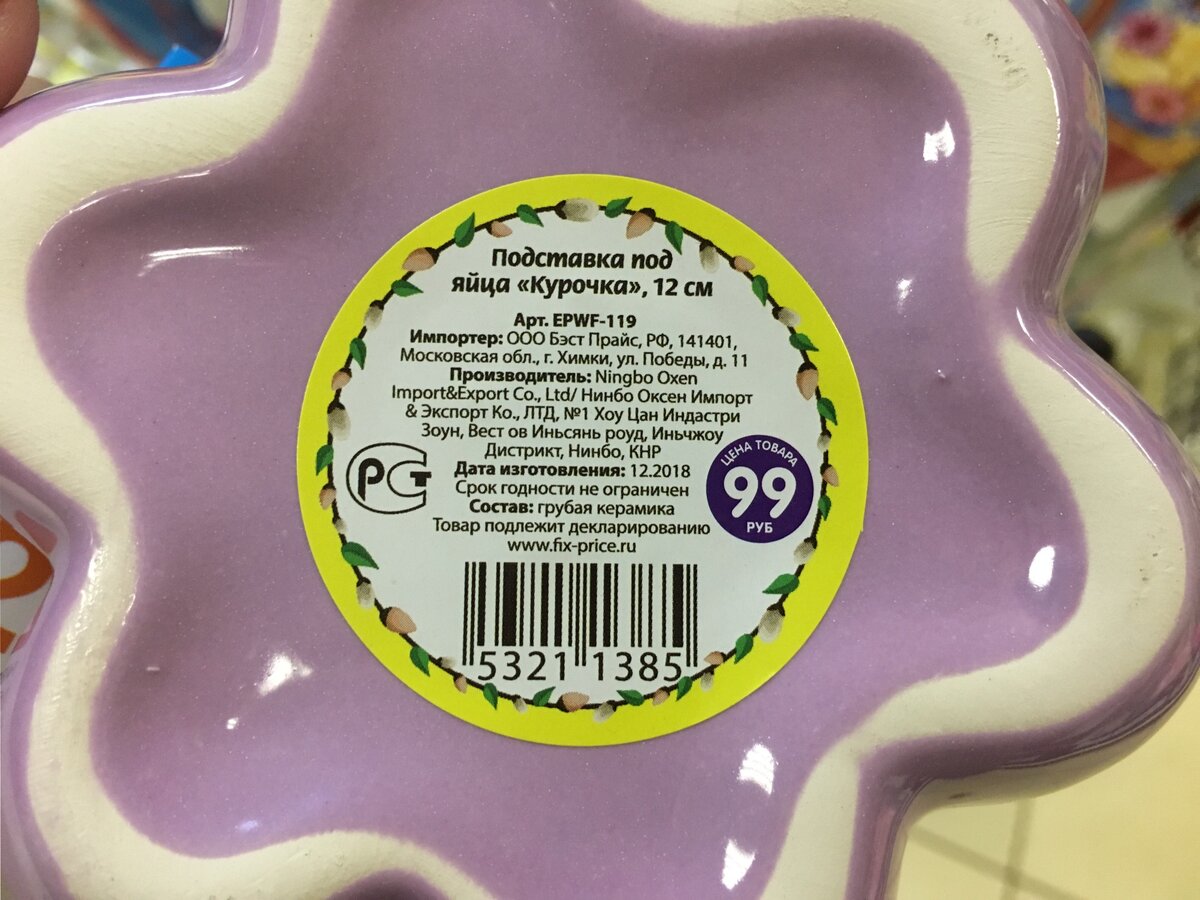 Подставка под
яйца «Курочка», 12 см
Арт. EPWF-119
Импортер: ООО Бэст Прайс, РФ, 141401,
Московская обл., г. Химки, ул. Победы, д. 11
Производитель: Ningbo Oxen
Import&Export Co., Ltd/ Нинбо Оксен Импорт
& Экспорт Ко., ЛТД, №1 Хоу Цан Индастри
Зоун, Вест ов Иньсянь роуд, Иньчжоу
Дистрикт, Нинбо, КНР
РСТ
Дата изготовления: 12.2018
Срок годности не ограничен
Состав: грубая керамика
Товар подлежит декларированию
www.fix-price.ru
ЦЕНА ТОВАРА
99
РУБ
5321 1385